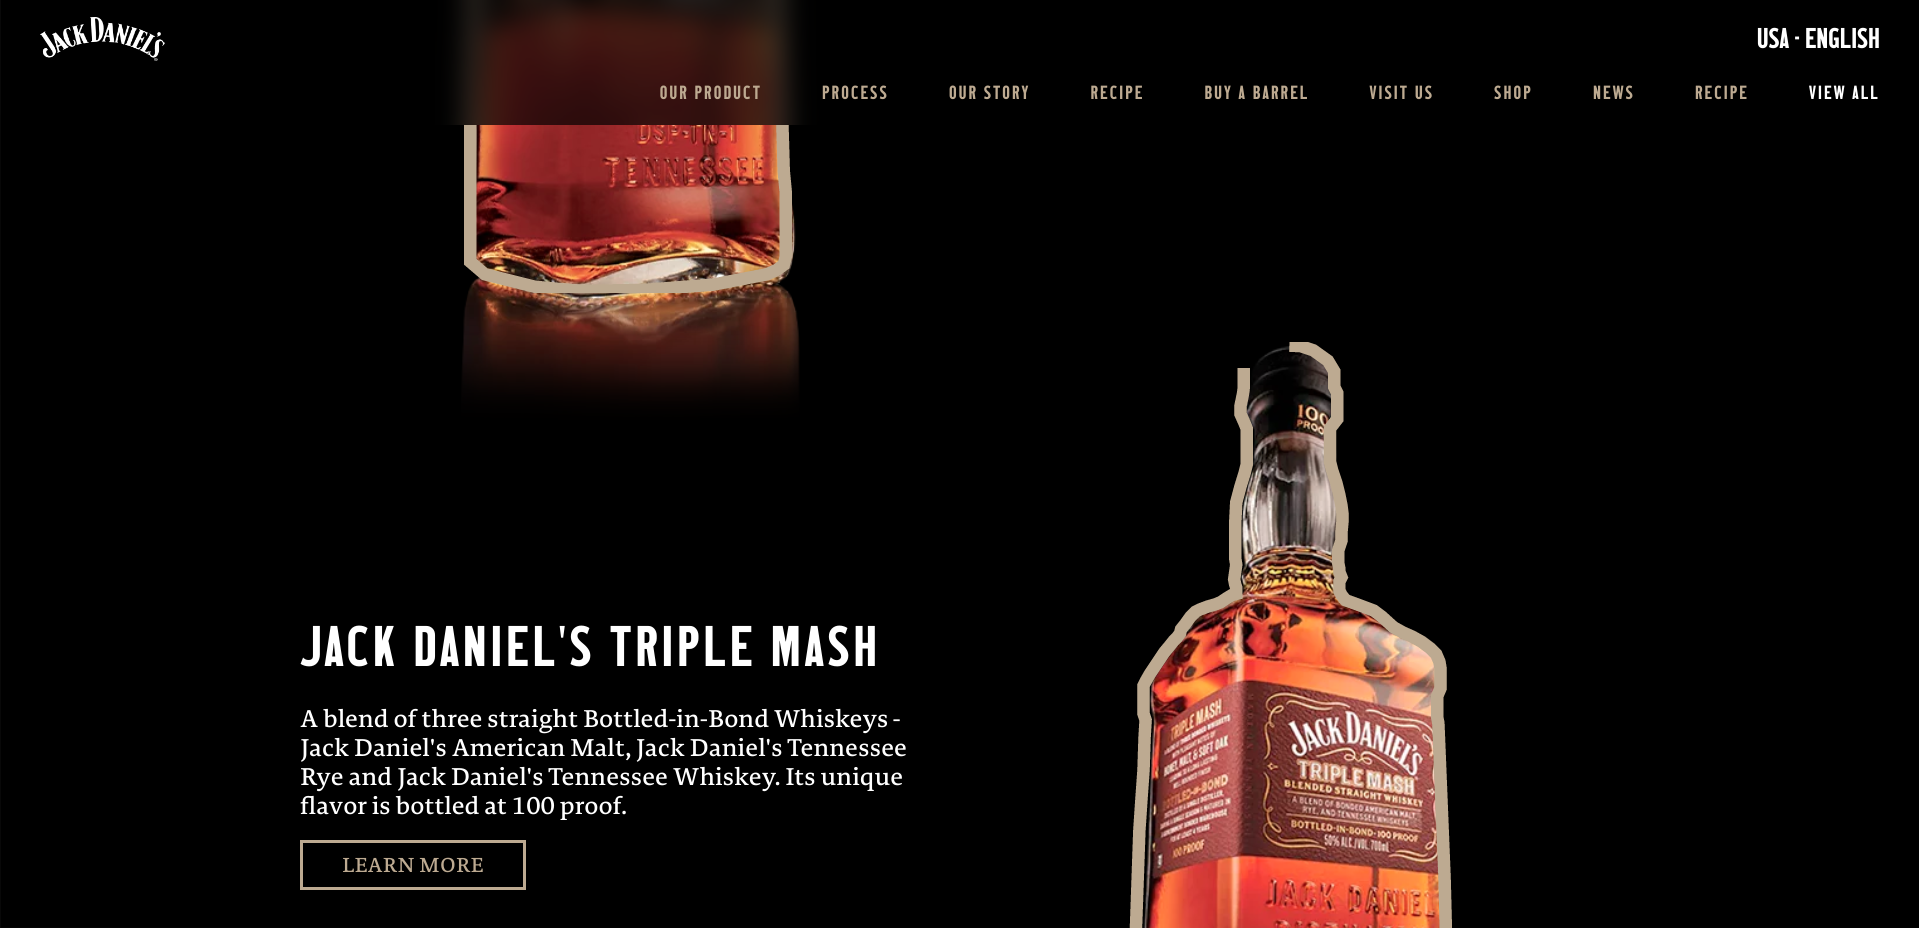 JACK DANIEL'S
USA - ENGLISH
OUR PRODUCT PROCESS OUR STORY RECIPE BUY A BARREL VISIT US SHOP NEWS RECIPE VIEW ALL
DSP-TN-1
TENNESSEE
100
PROOF
JACK DANIEL'S TRIPLE MASH
A blend of three straight Bottled-in-Bond Whiskeys -
Jack Daniel's American Malt, Jack Daniel's Tennessee
Rye and Jack Daniel's Tennessee Whiskey. Its unique
flavor is bottled at 100 proof.
LEARN MORE
TRIPLE MASH
HONEY, MALT, & SOFT OAK
BOTTLED-IN-BOND
100 PROOF
JACK DANIEL'S
TRIPLE MASH
BLENDED STRAIGHT WHISKEY
A BLEND OF BONDED AMERICAN MALT,
RYE, AND TENNESSEE WHISKEYS
BOTTLED-IN-BOND · 100 PROOF
50% ALC./VOL. 700mL
JACK DANIEL